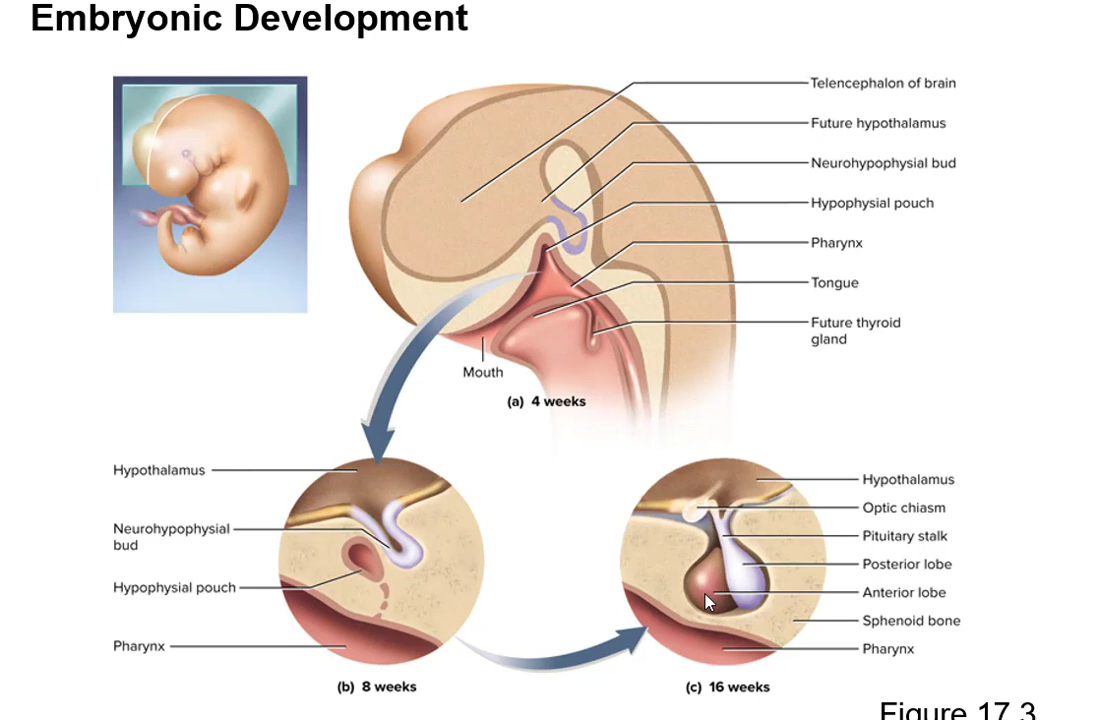 Embryonic Development
Telencephalon of brain
Future hypothalamus
Neurohypophysial bud
Hypophysial pouch
Pharynx
Tongue
Future thyroid
gland
Mouth
(a) 4 weeks
Hypothalamus
Neurohypophysial
bud
Hypophysial pouch
Pharynx
(b) 8 weeks
Hypothalamus
Optic chiasm
Pituitary stalk
Posterior lobe
Anterior lobe
Sphenoid bone
Pharynx
(c) 16 weeks
Figure 17.3